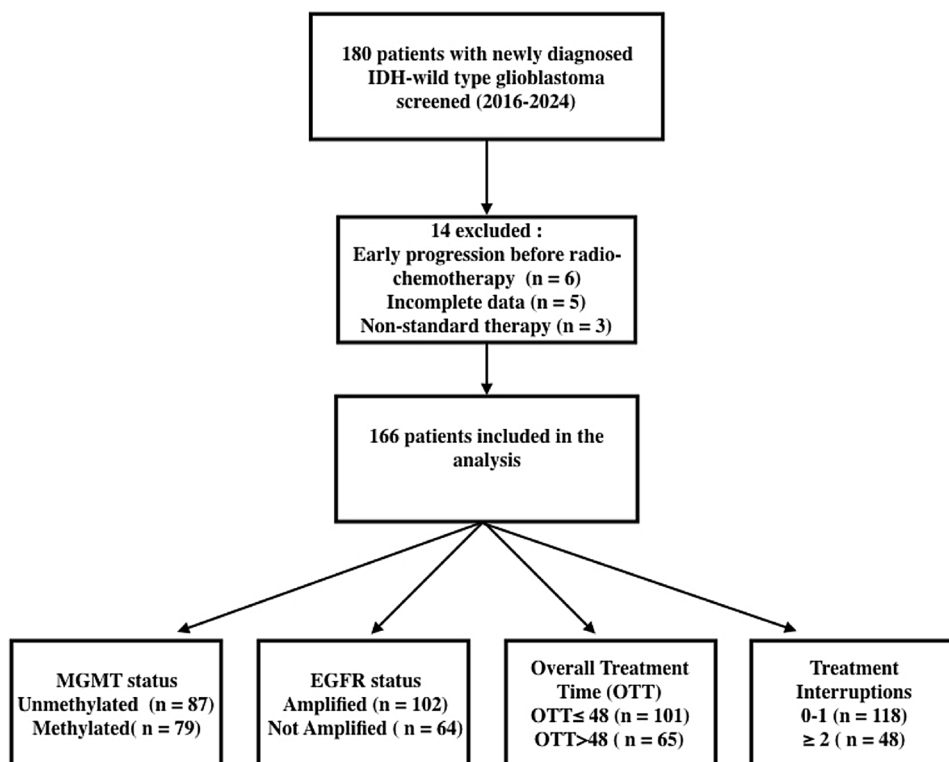 180 patients with newly diagnosed
IDH-wild type glioblastoma
screened (2016-2024)
14 excluded :
Early progression before radio-
chemotherapy (n = 6)
Incomplete data (n = 5)
Non-standard therapy (n = 3)
166 patients included in the
analysis
MGMT status
Unmethylated (n = 87)
Methylated( n = 79)
EGFR status
Amplified (n = 102)
Not Amplified ( n = 64)
Overall Treatment
Time (OTT)
OTT≤ 48 (n = 101)
OTT>48 ( n = 65)
Treatment
Interruptions
0-1 (n = 118)
≥ 2 (n = 48)